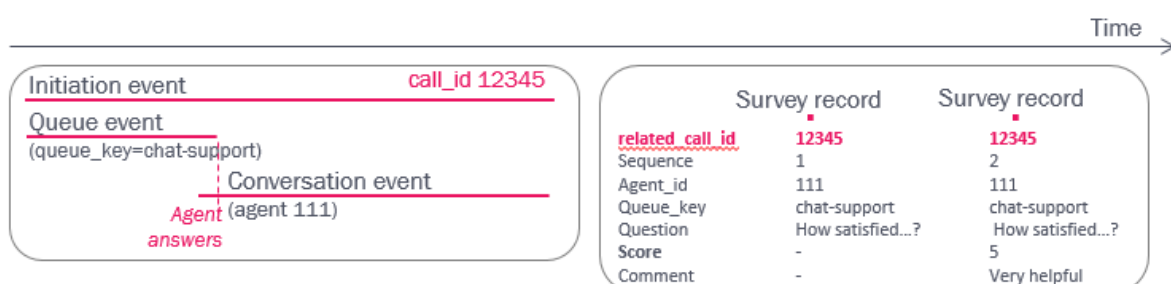 Time
Initiation event call_id 12345
Queue event
(queue_key=chat-support)
Conversation event
(agent 111)
Agent
answers
Survey record Survey record
related_call_id 12345 12345
Sequence 1 2
Agent_id 111 111
Queue_key chat-support chat-support
Question How satisfied...? How satisfied...?
Score - 5
Comment - Very helpful